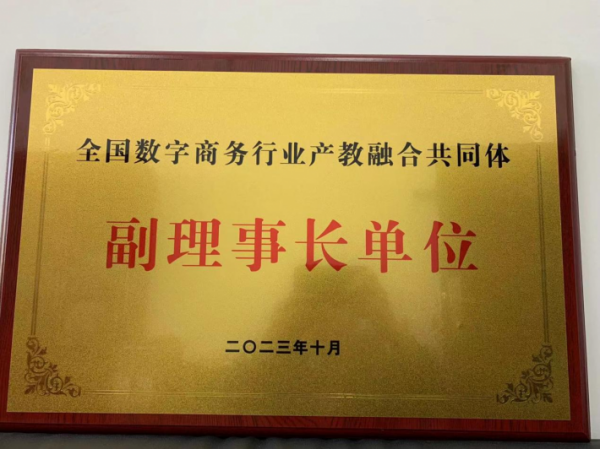 全国数字商务行业产教融合共同体
副理事长单位
二〇二三年十月